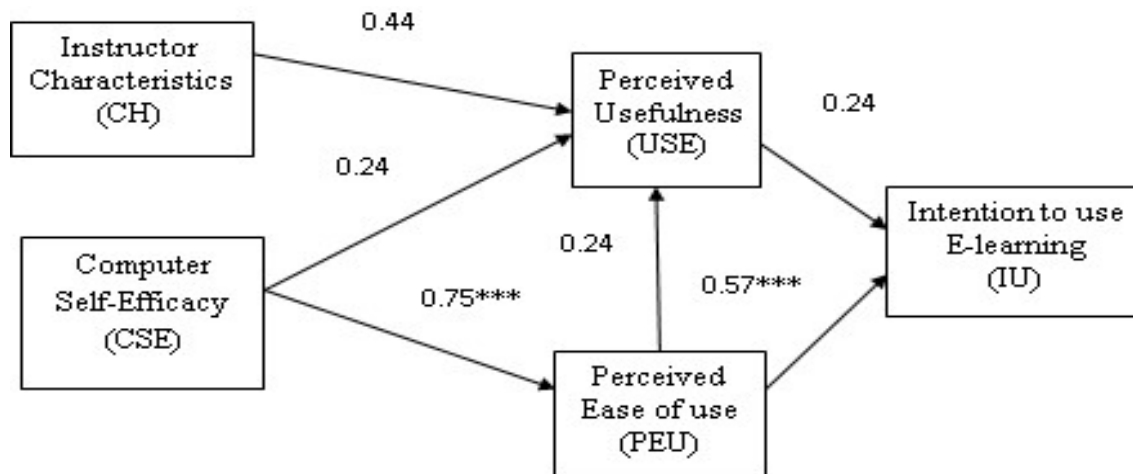 0.44
Instructor
Characteristics
(CH)
Perceived
Usefulness
(USE)
0.24
0.24
Intention to use
E-learning
(IU)
Computer
Self-Efficacy
(CSE)
0.24
0.75***
0.57***
Perceived
Ease of use
(PEU)